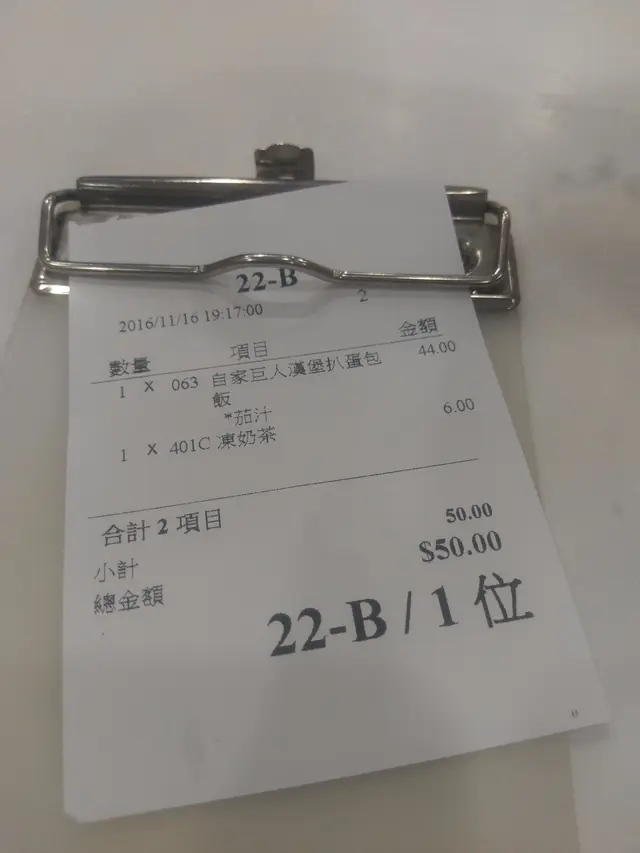 22-B
2016/11/16 19:17:00 2
數量 項目 金額
1 X 063 自家巨人漢堡扒蛋包 44.00
飯
*茄汁
1 X 401C 凍奶茶 6.00
合計 2 項目
小計 50.00
總金額 $50.00
22-B / 1 位